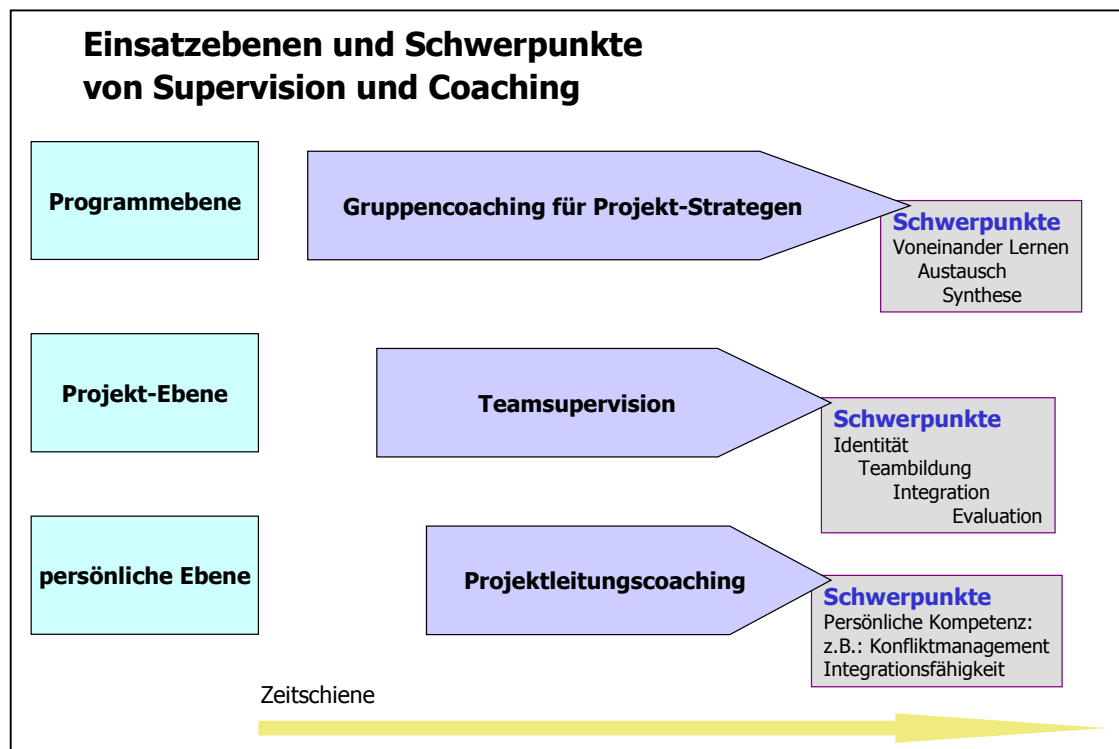 Einsatzebenen und Schwerpunkte
von Supervision und Coaching
Programmebene
Gruppencoaching für Projekt-Strategen
Schwerpunkte
Voneinander Lernen
Austausch
Synthese
Projekt-Ebene
Teamsupervision
Schwerpunkte
Identität
Teambildung
Integration
Evaluation
persönliche Ebene
Projektleitungscoaching
Schwerpunkte
Persönliche Kompetenz:
z.B.: Konfliktmanagement
Integrationsfähigkeit
Zeitschiene